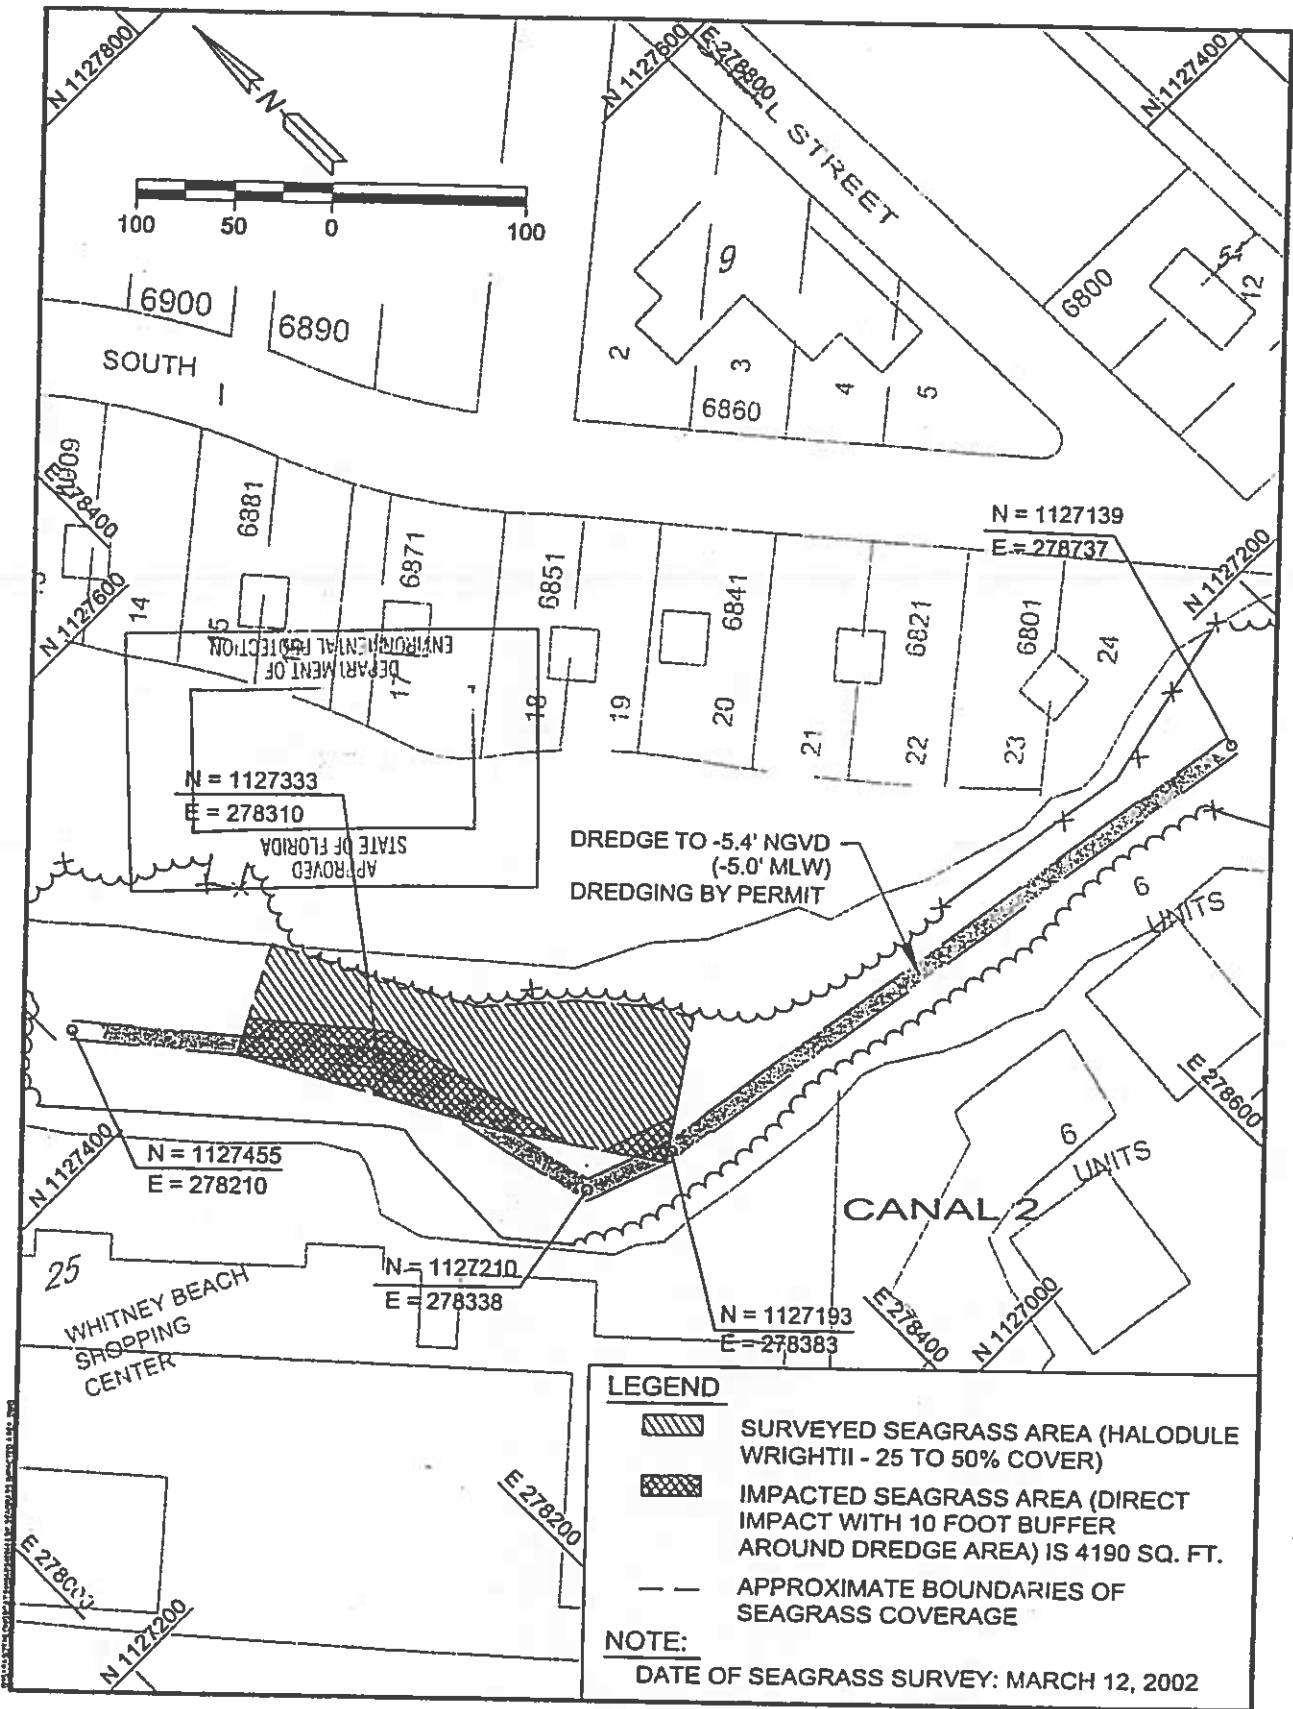 N 1127800
N 1127600
E 278800
STREET
N 1127400
N
100 50 0 100
6900
6890
SOUTH
9
2
3
4
5
6860
6800
12
E 278400
N 1127600
14
6881
6871
17
6851
18
19
6841
20
21
6821
22
6801
23
24
N = 1127139
E = 278737
N 1127200
ENVIRONMENTAL PROTECTION
DEPARTMENT OF
STATE OF FLORIDA
APPROVED
N = 1127333
E = 278310
DREDGE TO -5.4' NGVD
(-5.0' MLW)
DREDGING BY PERMIT
6
UNITS
E 278600
6
UNITS
CANAL 2
N 1127400
N = 1127455
E = 278210
N = 1127210
E = 278338
N = 1127193
E = 278383
E 278400
N 1127000
25
WHITNEY BEACH
SHOPPING
CENTER
E 278200
N 1127200
LEGEND
SURVEYED SEAGRASS AREA (HALODULE
WRIGHTII - 25 TO 50% COVER)
IMPACTED SEAGRASS AREA (DIRECT
IMPACT WITH 10 FOOT BUFFER
AROUND DREDGE AREA) IS 4190 SQ. FT.
APPROXIMATE BOUNDARIES OF
SEAGRASS COVERAGE
NOTE:
DATE OF SEAGRASS SURVEY: MARCH 12, 2002